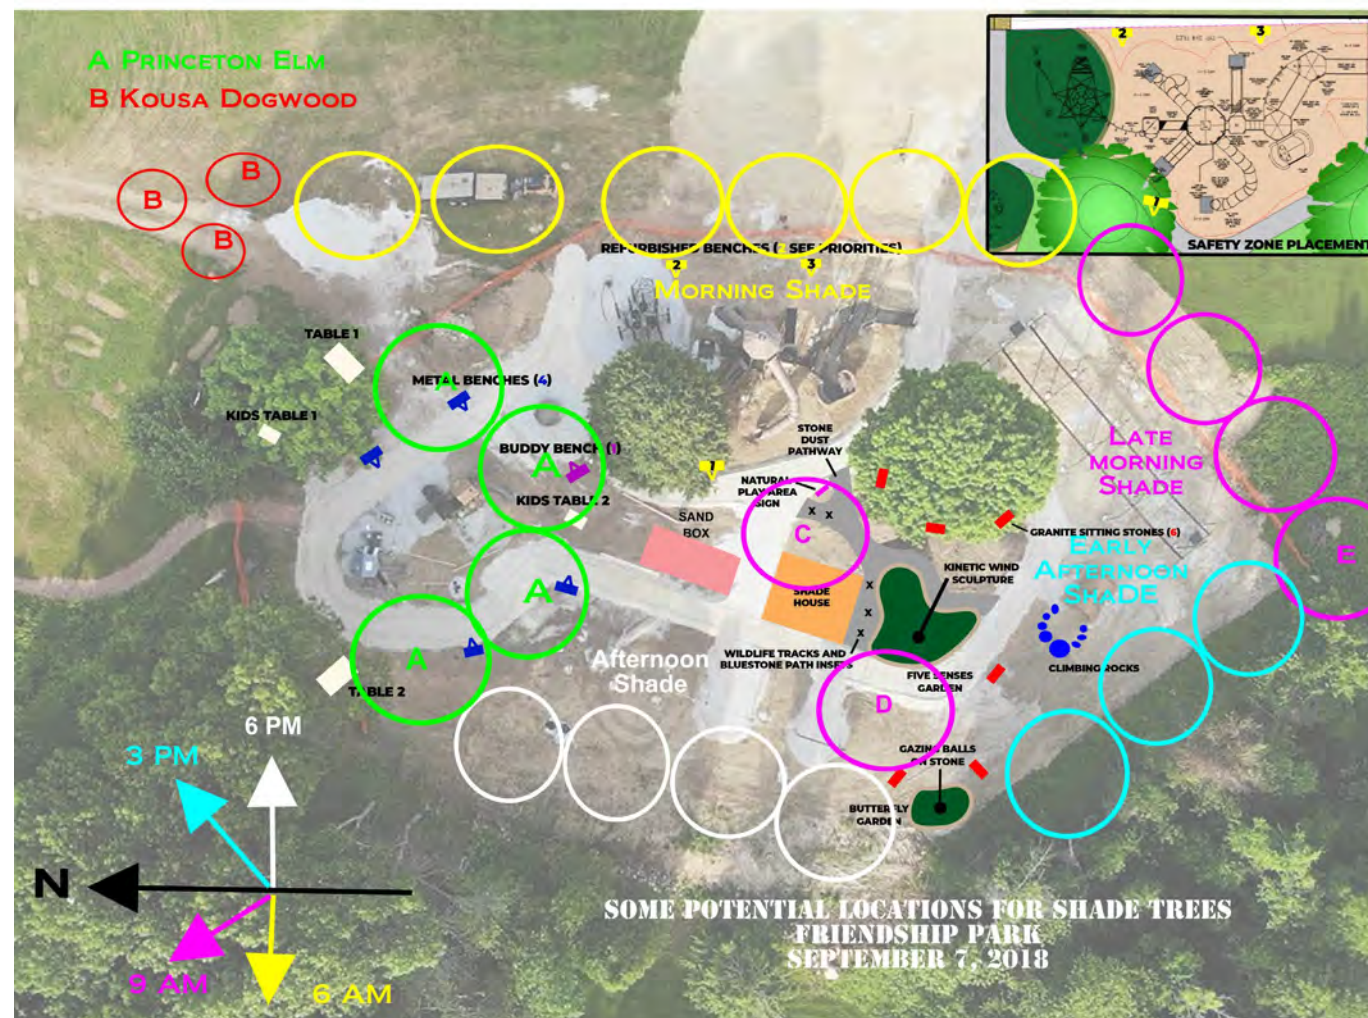 A Princeton Elm
B Kousa Dogwood
2
3
1
SAFETY ZONE PLACEMENT
B
B
B
REFURBISHED BENCHES (2 SEE PRIORITIES)
2
3
Morning Shade
TABLE 1
METAL BENCHES (4)
A
KIDS TABLE 1
BUDDY BENCH (1)
A
KIDS TABLE 2
1
STONE
DUST
PATHWAY
NATURAL
PLAY AREA
SIGN
x x
Late
morning
Shade
SAND
BOX
C
GRANITE SITTING STONES (6)
Early
Afternoon
ShaDE
E
KINETIC WIND
SCULPTURE
SHADE
HOUSE
x
x
x
A
A
WILDLIFE TRACKS AND
BLUESTONE PATH INSETS
FIVE SENSES
GARDEN
CLIMBING ROCKS
Afternoon
Shade
TABLE 2
D
GAZING BALLS
ON STONE
BUTTERFLY
GARDEN
6 PM
3 PM
N
9 AM
6 AM
SOME POTENTIAL LOCATIONS FOR SHADE TREES
FRIENDSHIP PARK
SEPTEMBER 7, 2018